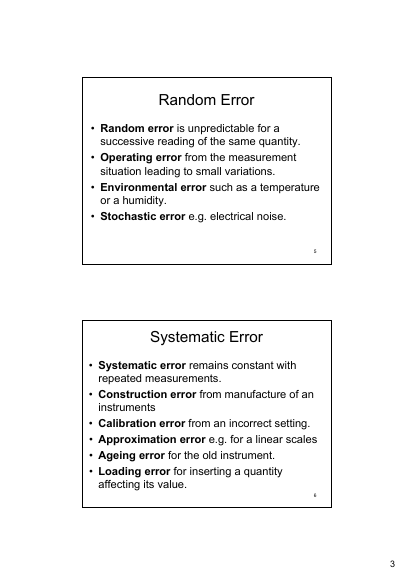 Random Error
• Random error is unpredictable for a
successive reading of the same quantity.
• Operating error from the measurement
situation leading to small variations.
• Environmental error such as a temperature
or a humidity.
• Stochastic error e.g. electrical noise.
5
Systematic Error
• Systematic error remains constant with
repeated measurements.
• Construction error from manufacture of an
instruments
• Calibration error from an incorrect setting.
• Approximation error e.g. for a linear scales
• Ageing error for the old instrument.
• Loading error for inserting a quantity
affecting its value.
6
3